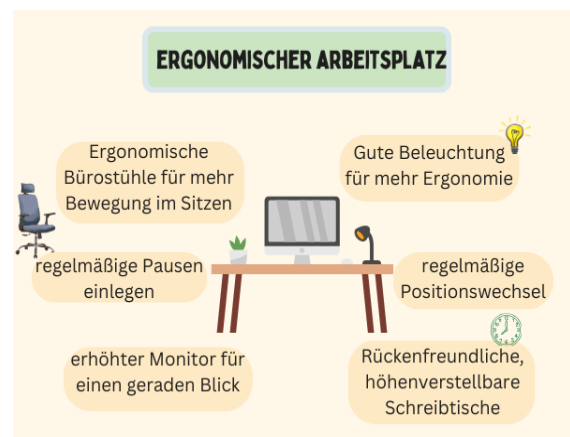 ERGONOMISCHER ARBEITSPLATZ
Ergonomische
Bürostühle für mehr
Bewegung im Sitzen
Gute Beleuchtung
für mehr Ergonomie
regelmäßige Pausen
einlegen
regelmäßige
Positionswechsel
erhöhter Monitor für
einen geraden Blick
Rückenfreundliche,
höhenverstellbare
Schreibtische